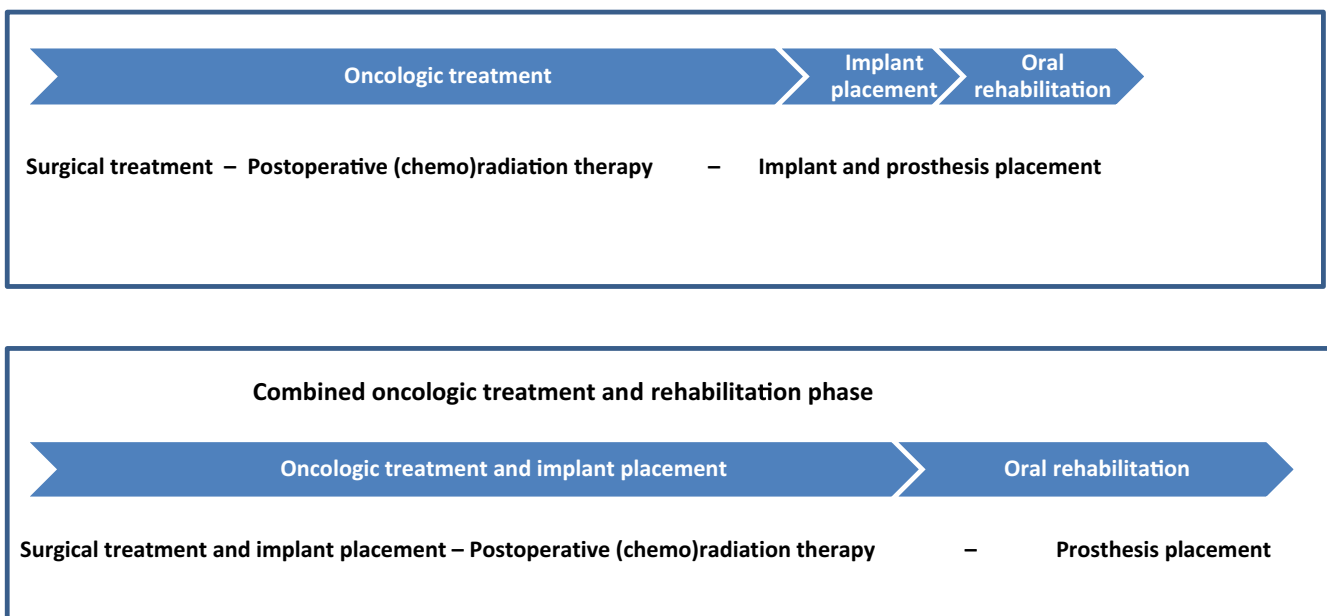 Oncologic treatment
Implant
placement
Oral
rehabilitation
Surgical treatment – Postoperative (chemo)radiation therapy – Implant and prosthesis placement
Combined oncologic treatment and rehabilitation phase
Oncologic treatment and implant placement
Oral rehabilitation
Surgical treatment and implant placement – Postoperative (chemo)radiation therapy – Prosthesis placement